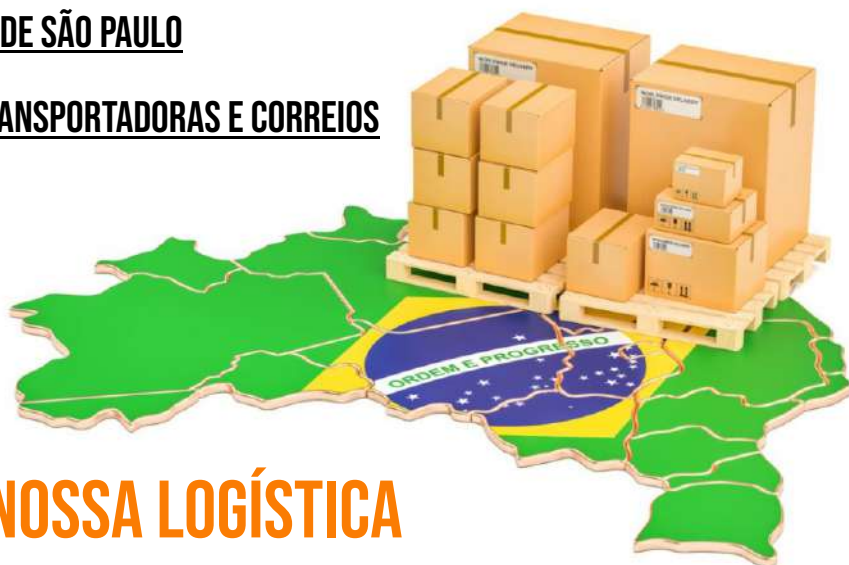 DE SÃO PAULO
ANSPORTADORAS E CORREIOS
ORDEM E PROGRESSO
NOSSA LOGÍSTICA